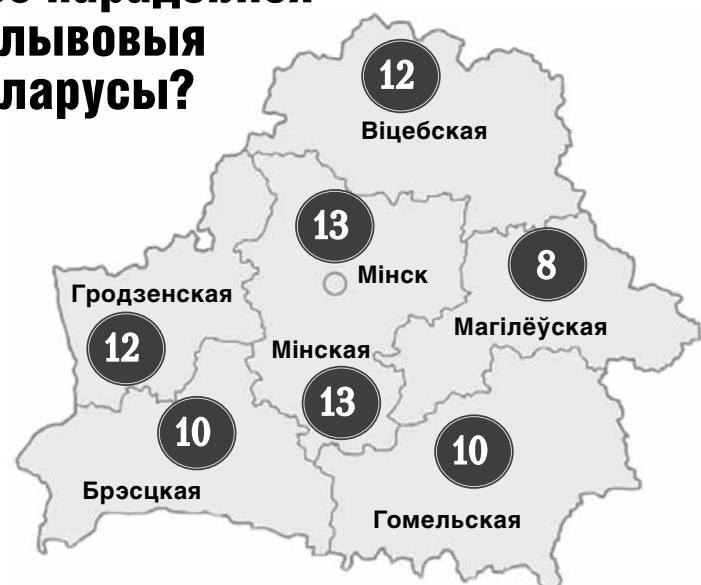 лывовыя
ларусы?
12
Віцебская
13
Мінск
8
Магілёўская
Гродзенская
12
Мінская
13
10
Брэсцкая
10
Гомельская